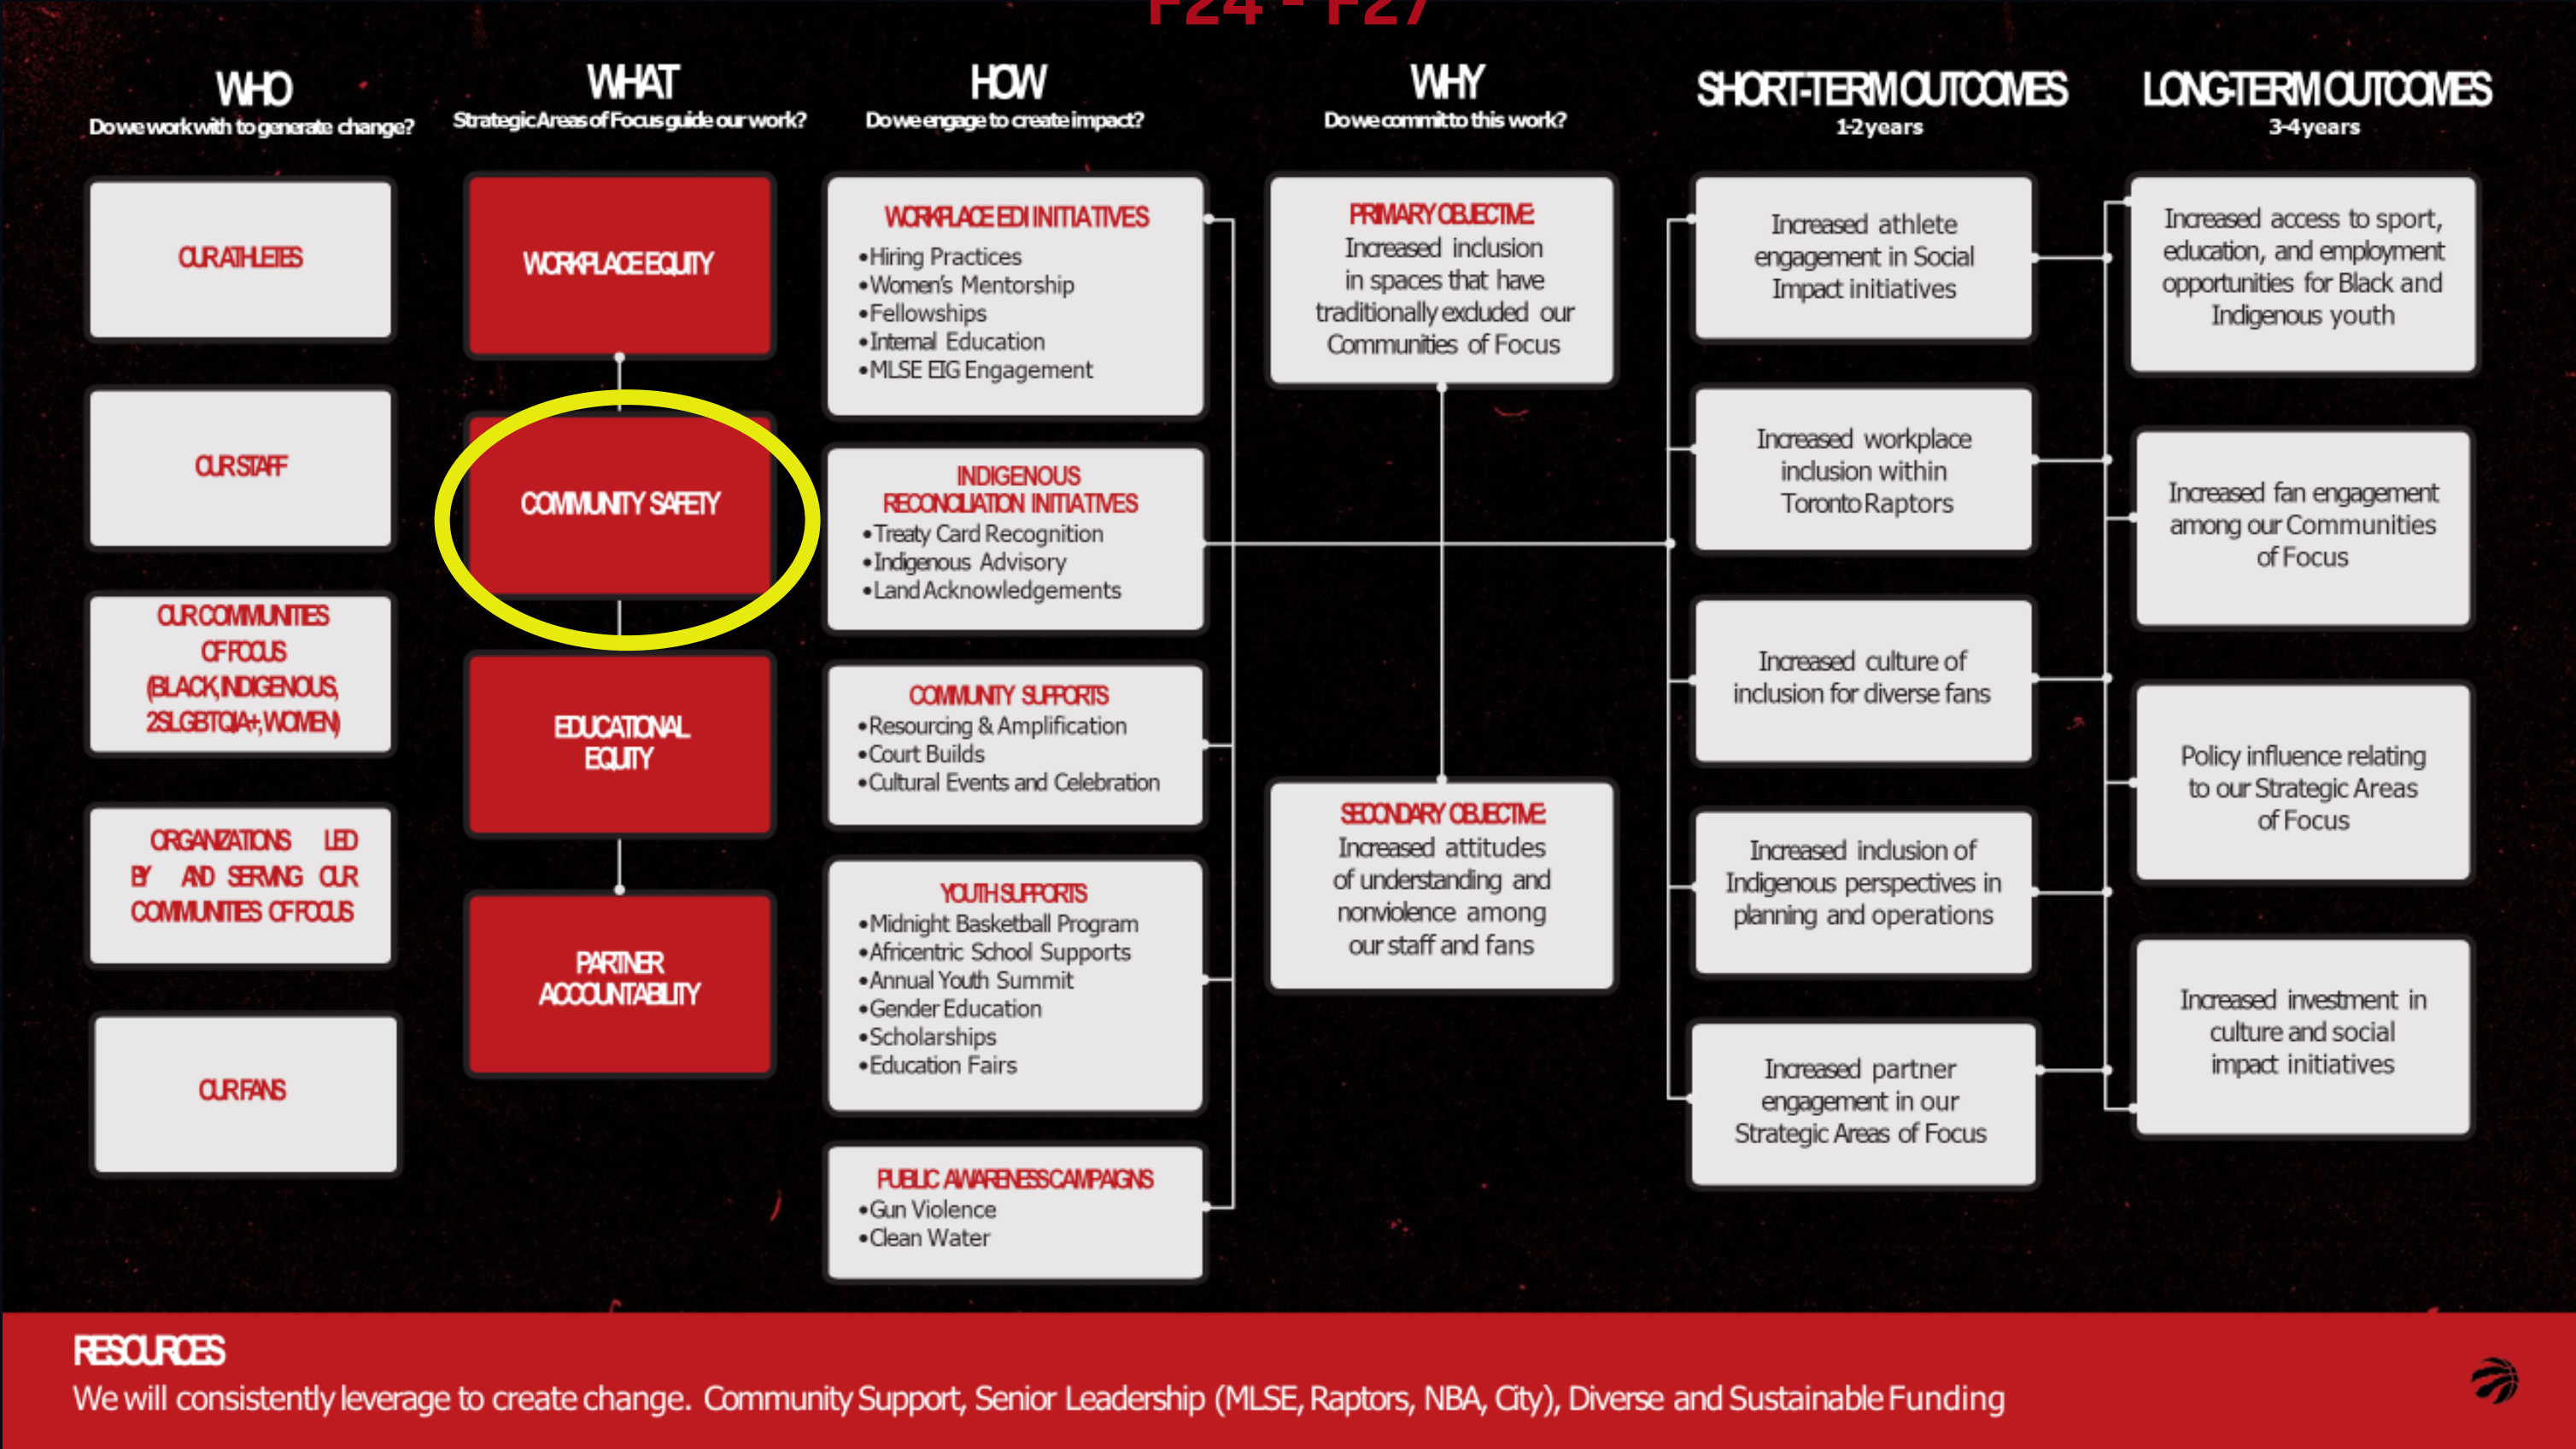 F24 - F27
WHO
Do we work with to generate change?
OUR ATHLETES
OUR STAFF
OUR COMMUNITIES
OF FOCUS
(BLACK, INDIGENOUS,
2SLGBTQIA+, WOMEN)
ORGANIZATIONS LED
BY AND SERVING OUR
COMMUNITIES OF FOCUS
OUR FANS
WHAT
Strategic Areas of Focus guide our work?
WORKPLACE EQUITY
COMMUNITY SAFETY
EDUCATIONAL
EQUITY
PARTNER
ACCOUNTABILITY
HOW
Do we engage to create impact?
WORKPLACE EDI INITIATIVES
•Hiring Practices
•Women's Mentorship
•Fellowships
•Internal Education
•MLSE EIG Engagement
INDIGENOUS
RECONCILIATION INITIATIVES
•Treaty Card Recognition
•Indigenous Advisory
•Land Acknowledgements
COMMUNITY SUPPORTS
•Resourcing & Amplification
•Court Builds
•Cultural Events and Celebration
YOUTH SUPPORTS
•Midnight Basketball Program
•Africentric School Supports
•Annual Youth Summit
•Gender Education
•Scholarships
•Education Fairs
PUBLIC AWARENESS CAMPAIGNS
•Gun Violence
•Clean Water
WHY
Do we commit to this work?
PRIMARY OBJECTIVE:
Increased inclusion
in spaces that have
traditionally excluded our
Communities of Focus
SECONDARY OBJECTIVE:
Increased attitudes
of understanding and
nonviolence among
our staff and fans
SHORT-TERM OUTCOMES
1-2 years
Increased athlete
engagement in Social
Impact initiatives
Increased workplace
inclusion within
Toronto Raptors
Increased culture of
inclusion for diverse fans
Increased inclusion of
Indigenous perspectives in
planning and operations
Increased partner
engagement in our
Strategic Areas of Focus
LONG-TERM OUTCOMES
3-4 years
Increased access to sport,
education, and employment
opportunities for Black and
Indigenous youth
Increased fan engagement
among our Communities
of Focus
Policy influence relating
to our Strategic Areas
of Focus
Increased investment in
culture and social
impact initiatives
RESOURCES
We will consistently leverage to create change. Community Support, Senior Leadership (MLSE, Raptors, NBA, City), Diverse and Sustainable Funding